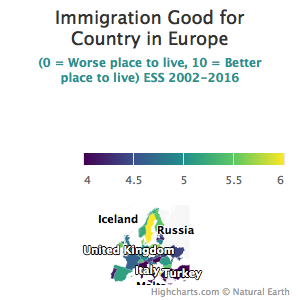 Immigration Good for
Country in Europe
(0 = Worse place to live, 10 = Better
place to live) ESS 2002-2016
4 4.5 5 5.5 6
Iceland
Russia
United Kingdom
Italy Turkey
Highcharts.com © Natural Earth